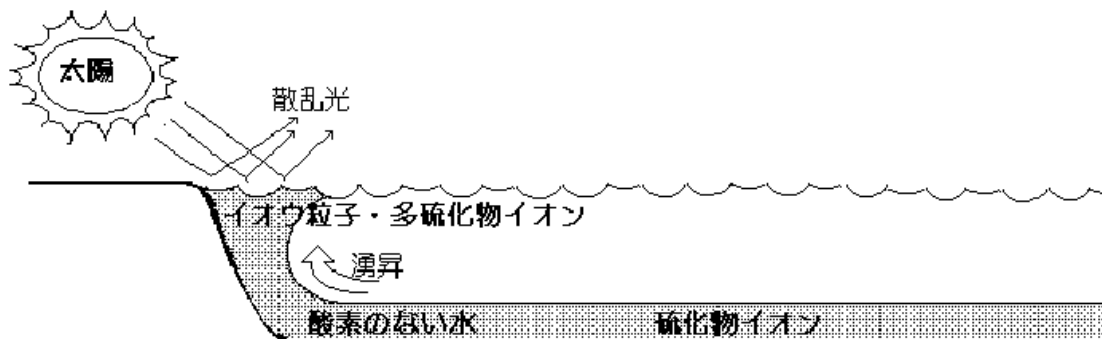 太陽
散乱光
イオウ粒子・多硫化物イオン
湧昇
酸素のない水 硫化物イオン